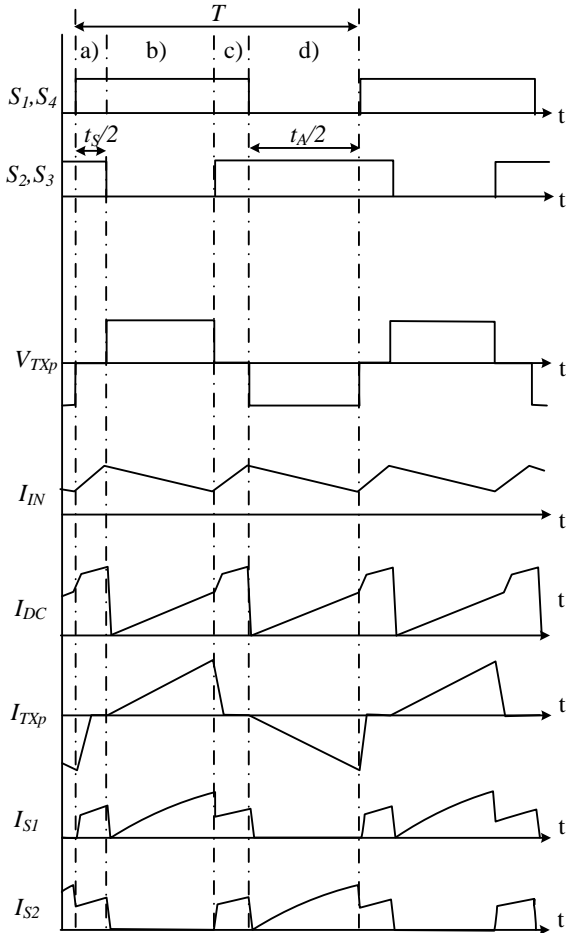 T
a) b) c) d)
S1,S4
t
tS/2 tA/2
S2,S3
t
VTXp
t
IIN
t
IDC
t
ITXp
t
IS1
t
IS2
t